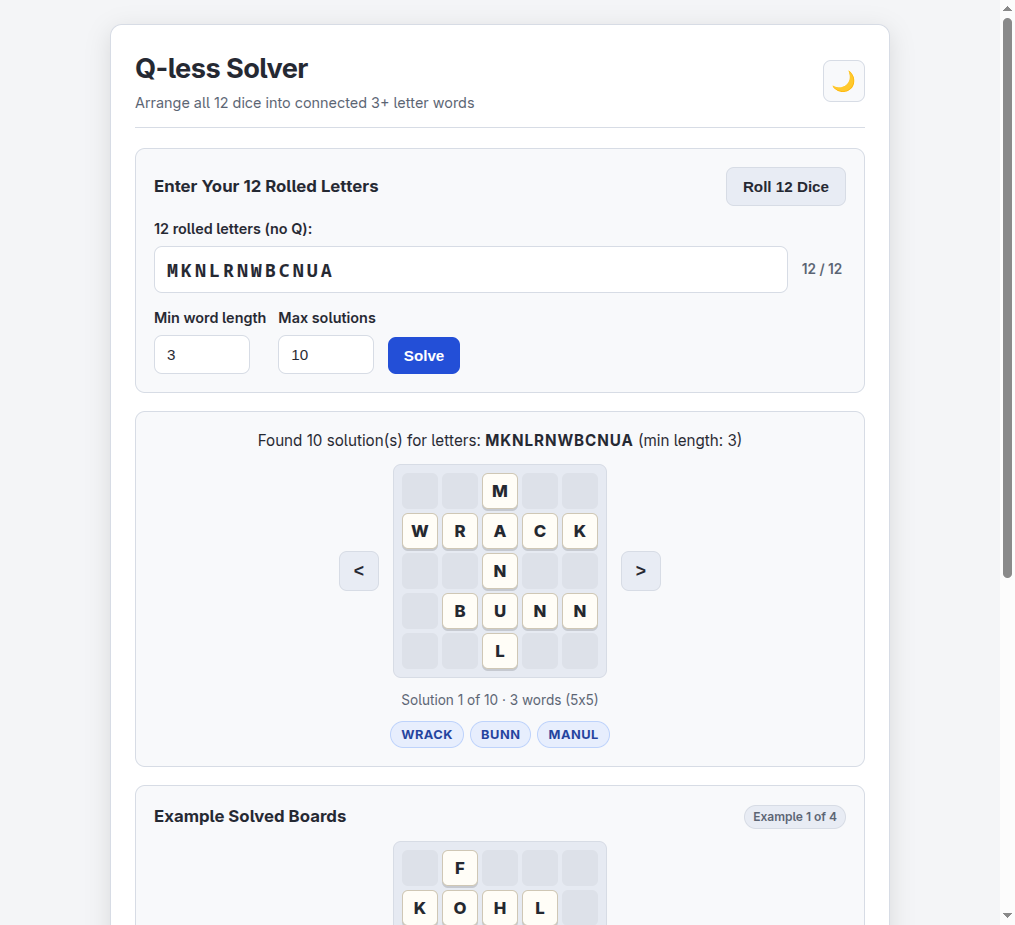 Q-less Solver
Arrange all 12 dice into connected 3+ letter words
Enter Your 12 Rolled Letters
Roll 12 Dice
12 rolled letters (no Q):
MKNLRNWBCNUA
12 / 12
Min word length Max solutions
3 10 Solve
Found 10 solution(s) for letters: MKNLRNWBCNUA (min length: 3)
M
W R A C K
< N >
B U N N
L
Solution 1 of 10 · 3 words (5x5)
WRACK BUNN MANUL
Example Solved Boards
Example 1 of 4
F
K O H L